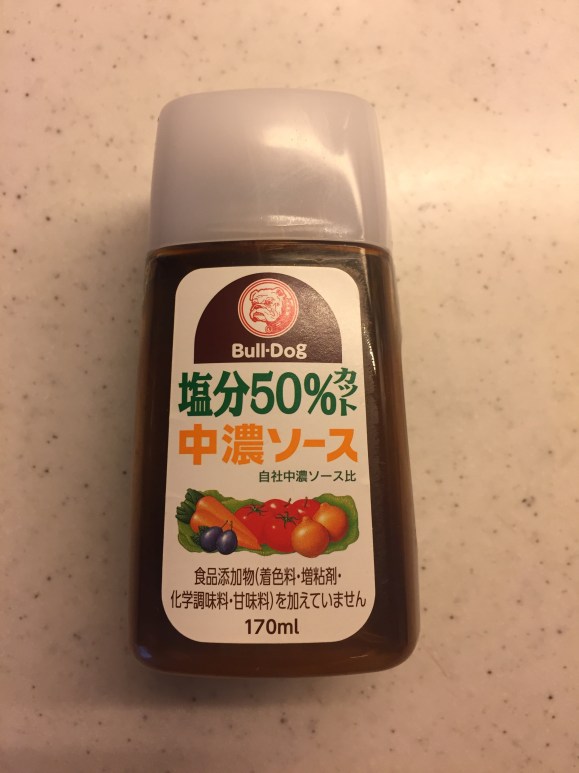 Bull-Dog
塩分50%カット
中濃ソース
自社中濃ソース比
食品添加物(着色料・増粘剤・
化学調味料・甘味料)を加えていません
170ml